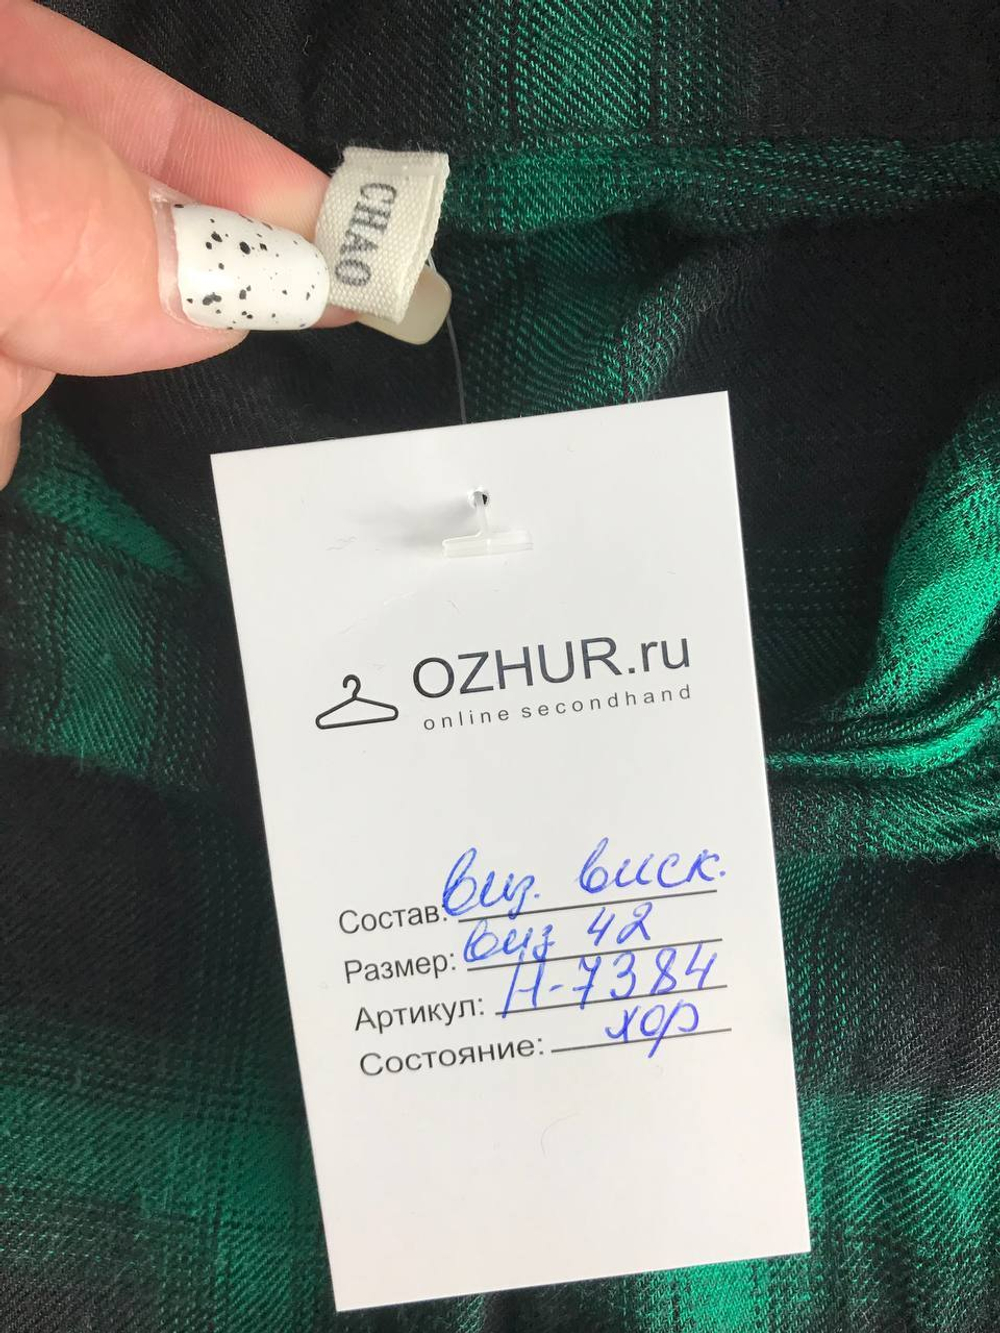 CHAO
OZHUR.ru
online secondhand
Состав: виз. виск.
Размер: виз 42
Артикул: Н-7384
Состояние: хор